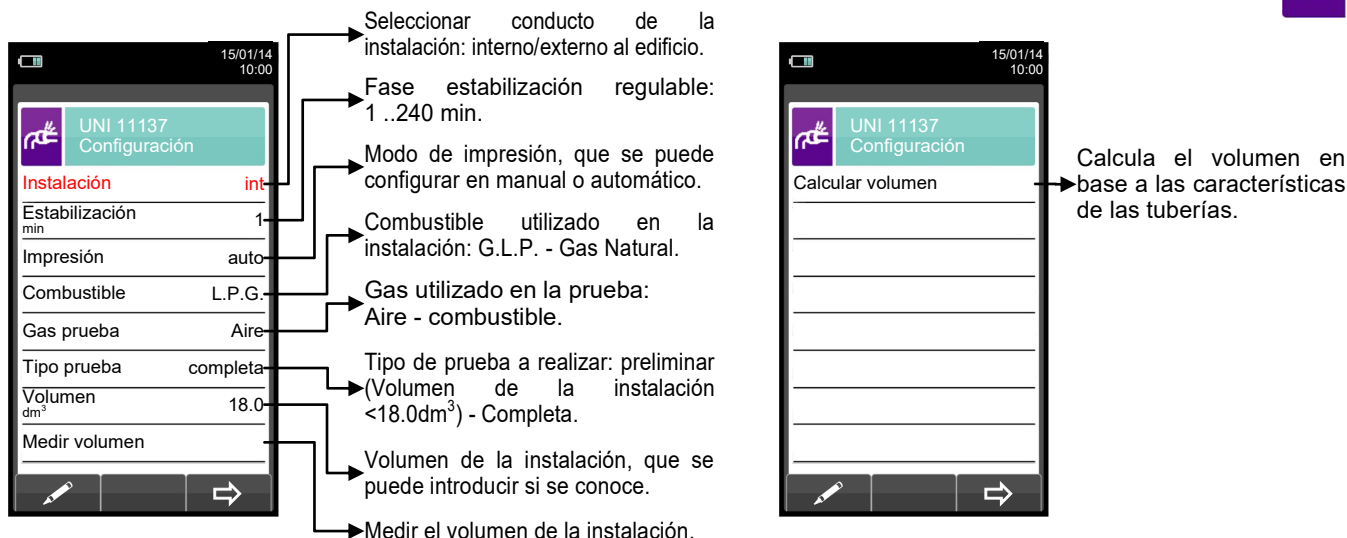 15/01/14
10:00
UNI 11137
Configuración
Instalación int
Estabilización
min 1
Impresión auto
Combustible L.P.G.
Gas prueba Aire
Tipo prueba completa
Volumen
dm³ 18.0
Medir volumen
Seleccionar conducto de la
instalación: interno/externo al edificio.
Fase estabilización regulable:
1 ..240 min.
Modo de impresión, que se puede
configurar en manual o automático.
Combustible utilizado en la
instalación: G.L.P. - Gas Natural.
Gas utilizado en la prueba:
Aire - combustible.
Tipo de prueba a realizar: preliminar
(Volumen de la instalación
<18.0dm³) - Completa.
Volumen de la instalación, que se
puede introducir si se conoce.
Medir el volumen de la instalación.
15/01/14
10:00
UNI 11137
Configuración
Calcular volumen
Calcula el volumen en
base a las características
de las tuberías.